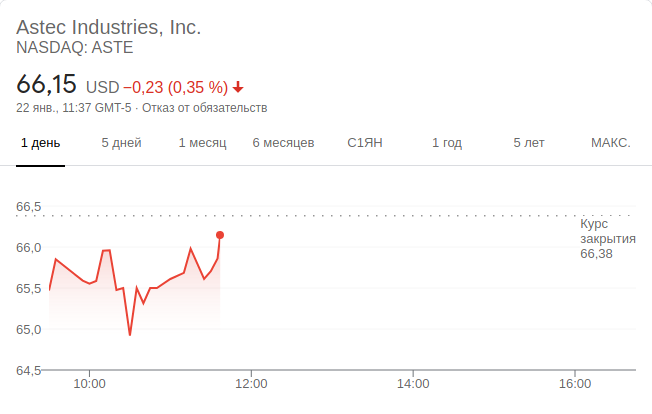 Astec Industries, Inc.
NASDAQ: ASTE
66,15 USD −0,23 (0,35 %)
22 янв., 11:37 GMT-5 · Отказ от обязательств
1 день 5 дней 1 месяц 6 месяцев С1ЯН 1 год 5 лет МАКС.
66,5
Курс
закрытия
66,38
66,0
65,5
65,0
64,5
10:00 12:00 14:00 16:00